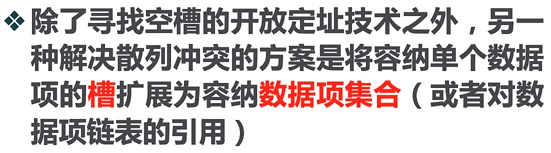 ❖除了寻找空槽的开放定址技术之外，另一
种解决散列冲突的方案是将容纳单个数据
项的槽扩展为容纳数据项集合（或者对数
据项链表的引用）